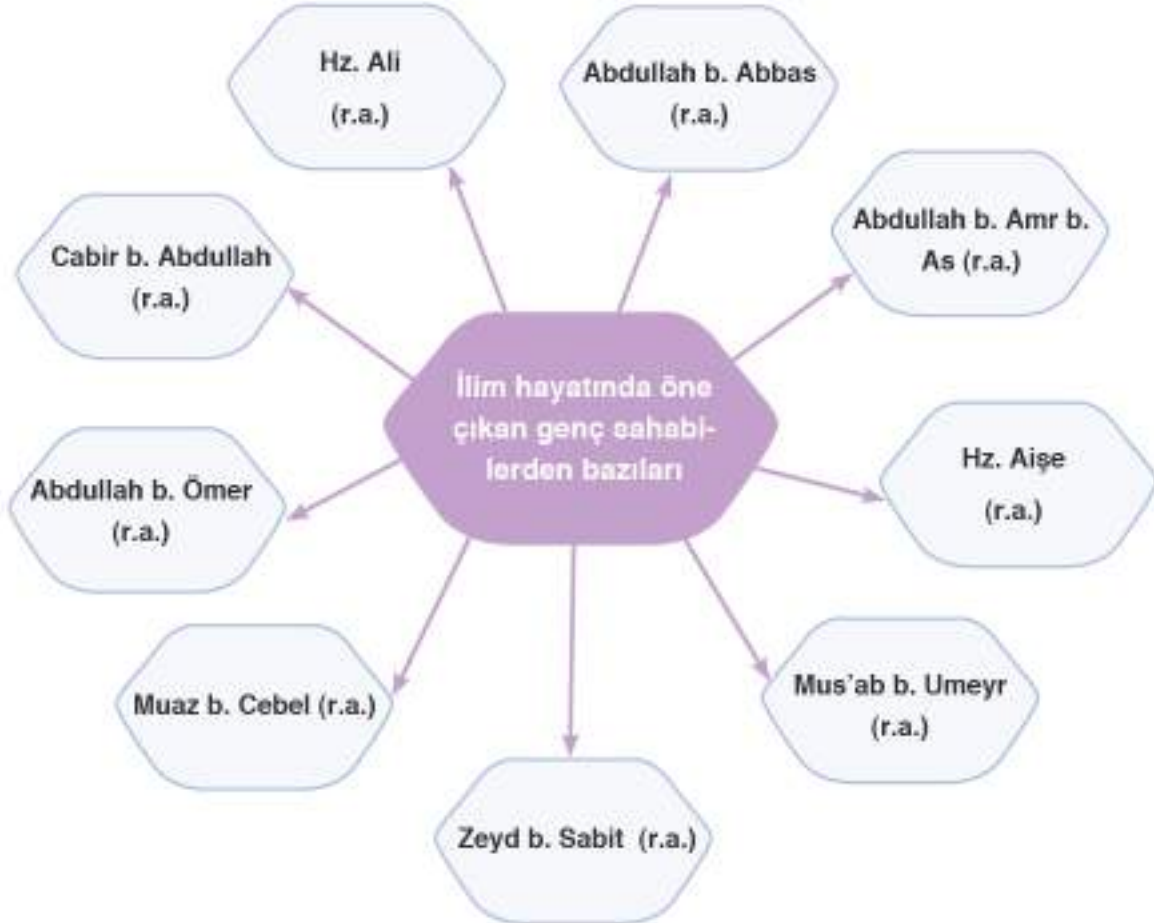 Hz. Ali
(r.a.)
Abdullah b. Abbas
(r.a.)
Abdullah b. Amr b.
As (r.a.)
Cabir b. Abdullah
(r.a.)
İlim hayatında öne
çıkan genç sahabi-
lerden bazıları
Hz. Aişe
(r.a.)
Abdullah b. Ömer
(r.a.)
Mus'ab b. Umeyr
(r.a.)
Muaz b. Cebel (r.a.)
Zeyd b. Sabit (r.a.)